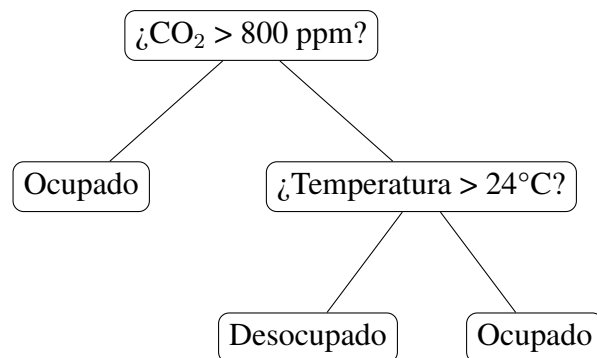 ¿CO₂ > 800 ppm?
Ocupado
¿Temperatura > 24°C?
Desocupado
Ocupado